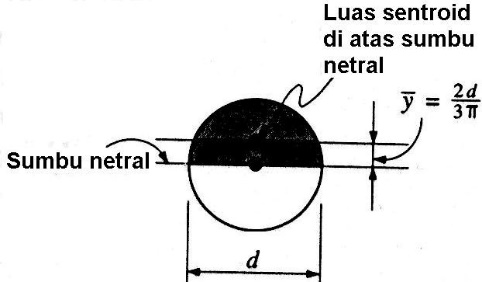 Luas sentroid
di atas sumbu
netral
y̅ = 2d/3π
Sumbu netral
d